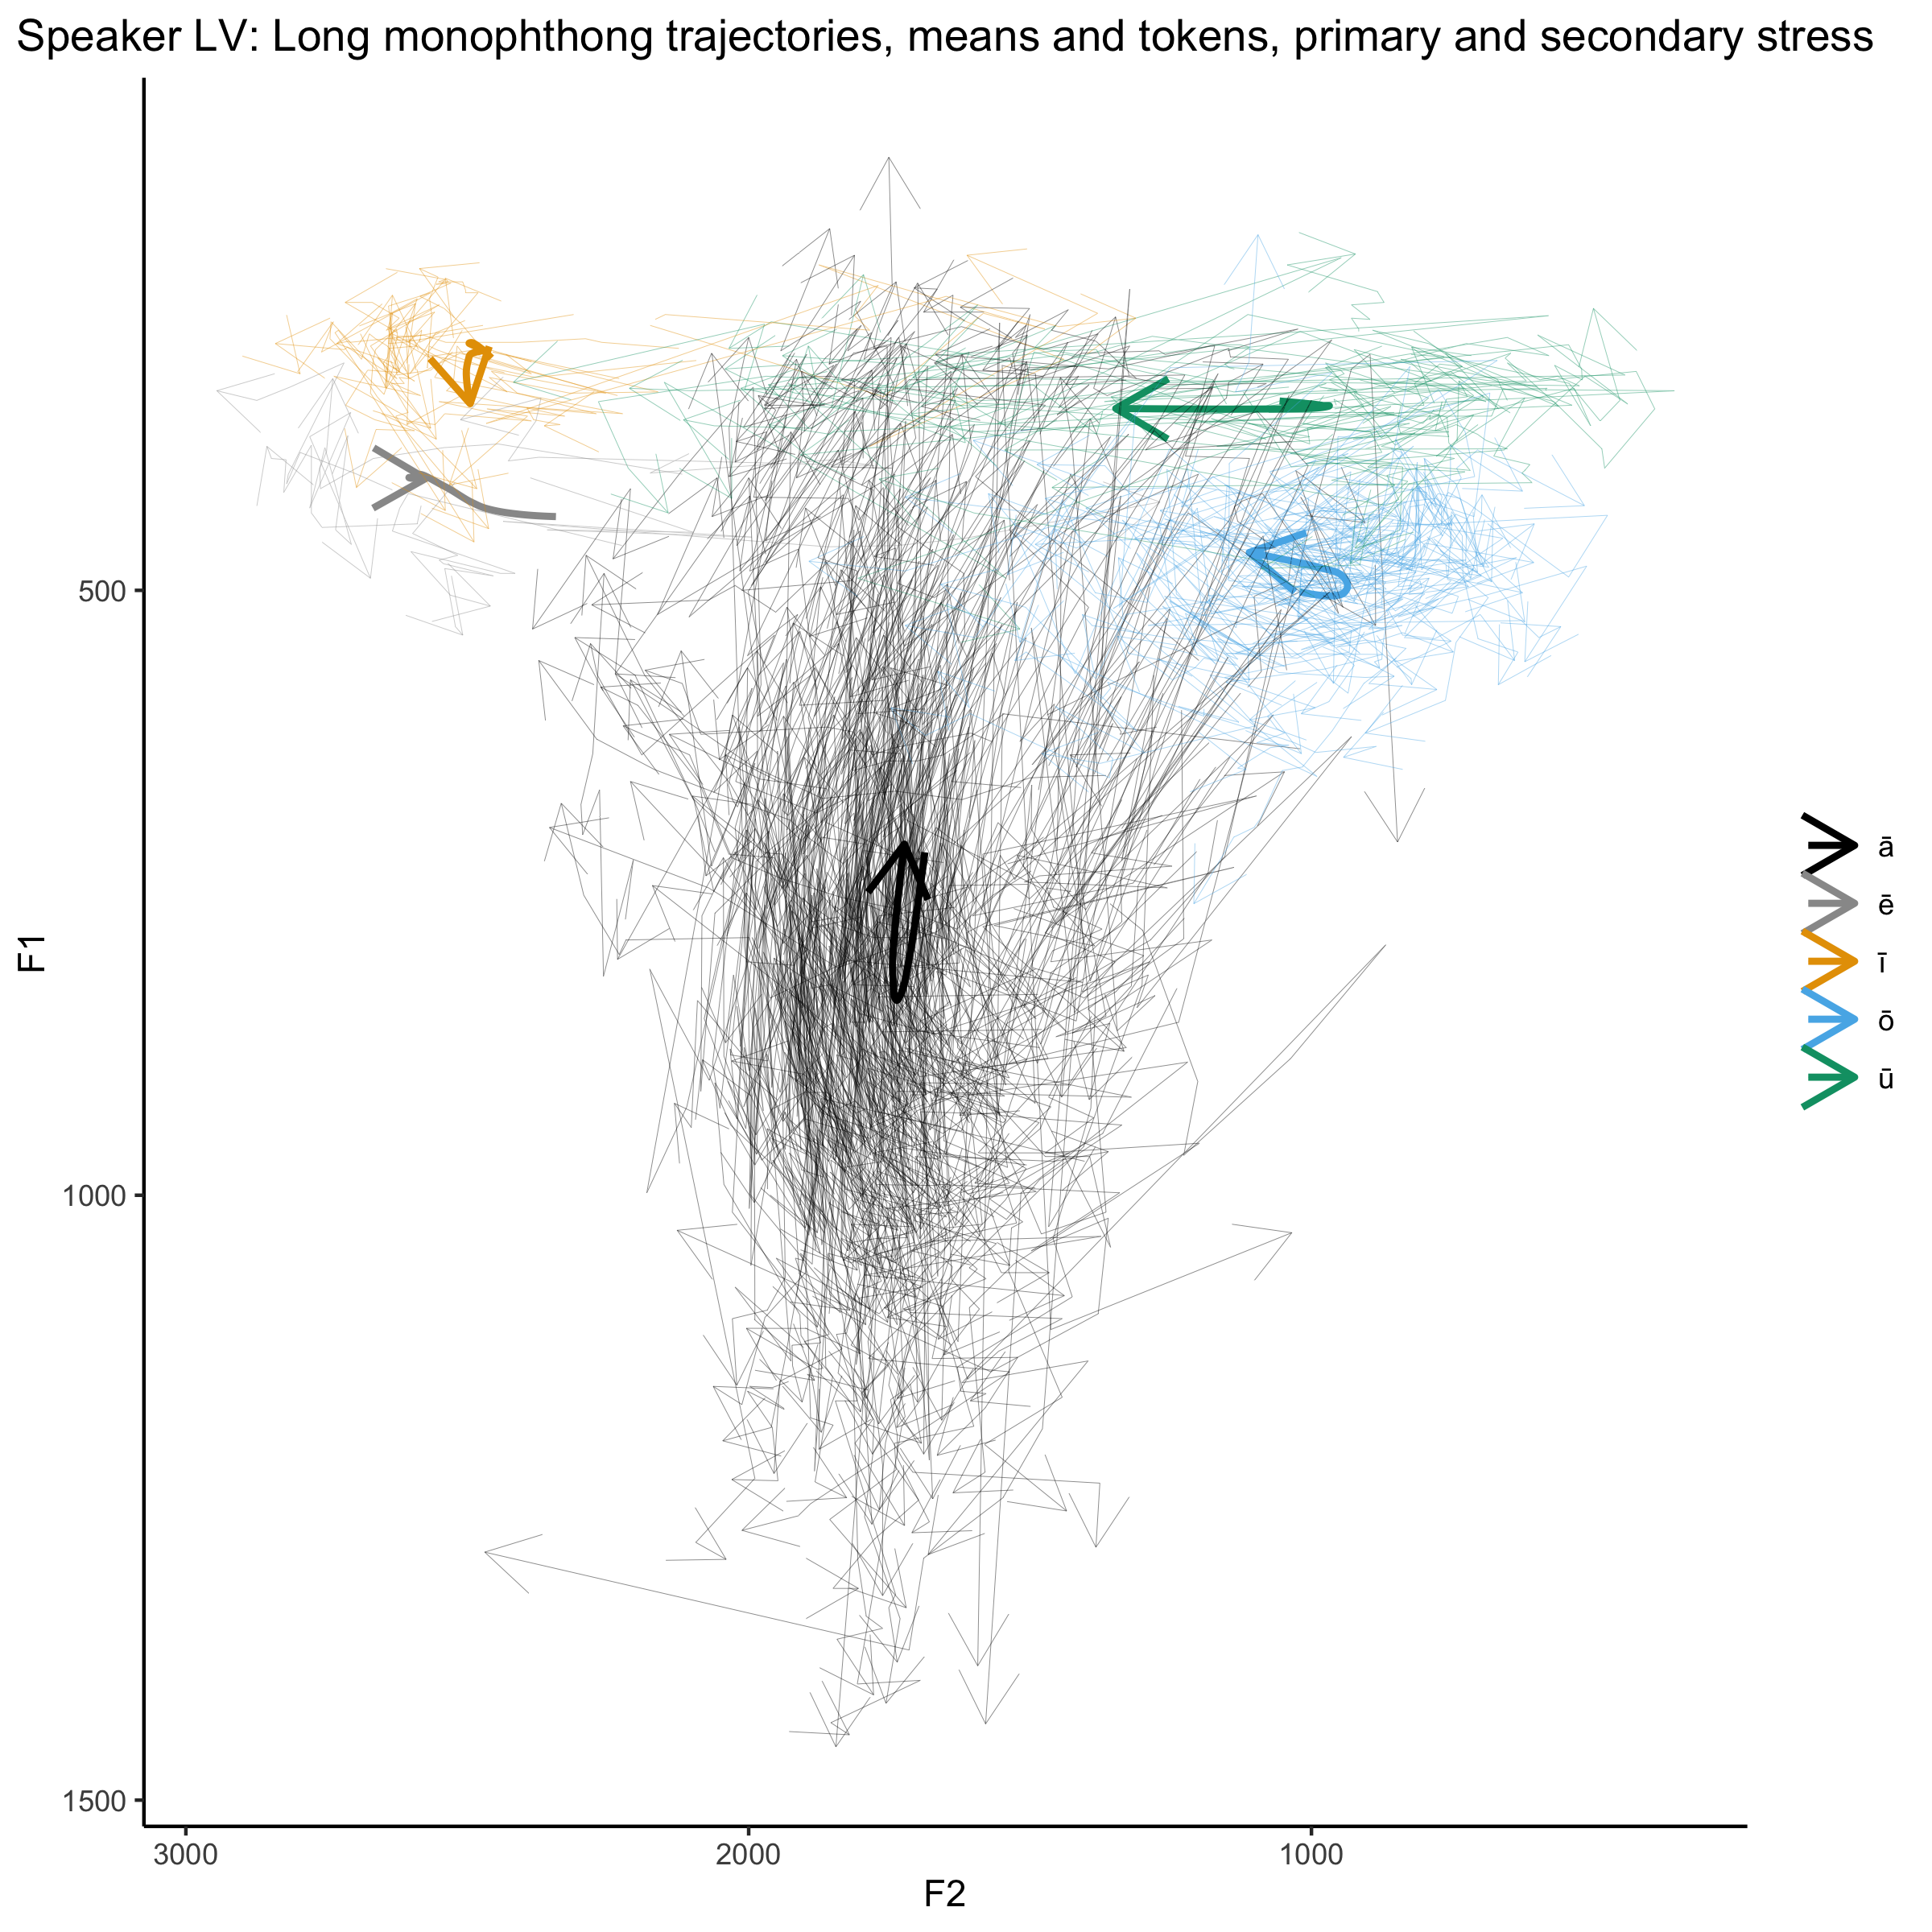 Speaker LV: Long monophthong trajectories, means and tokens, primary and secondary stress
F1
500
1000
1500
3000
2000
1000
F2
ā
ē
ī
ō
ū